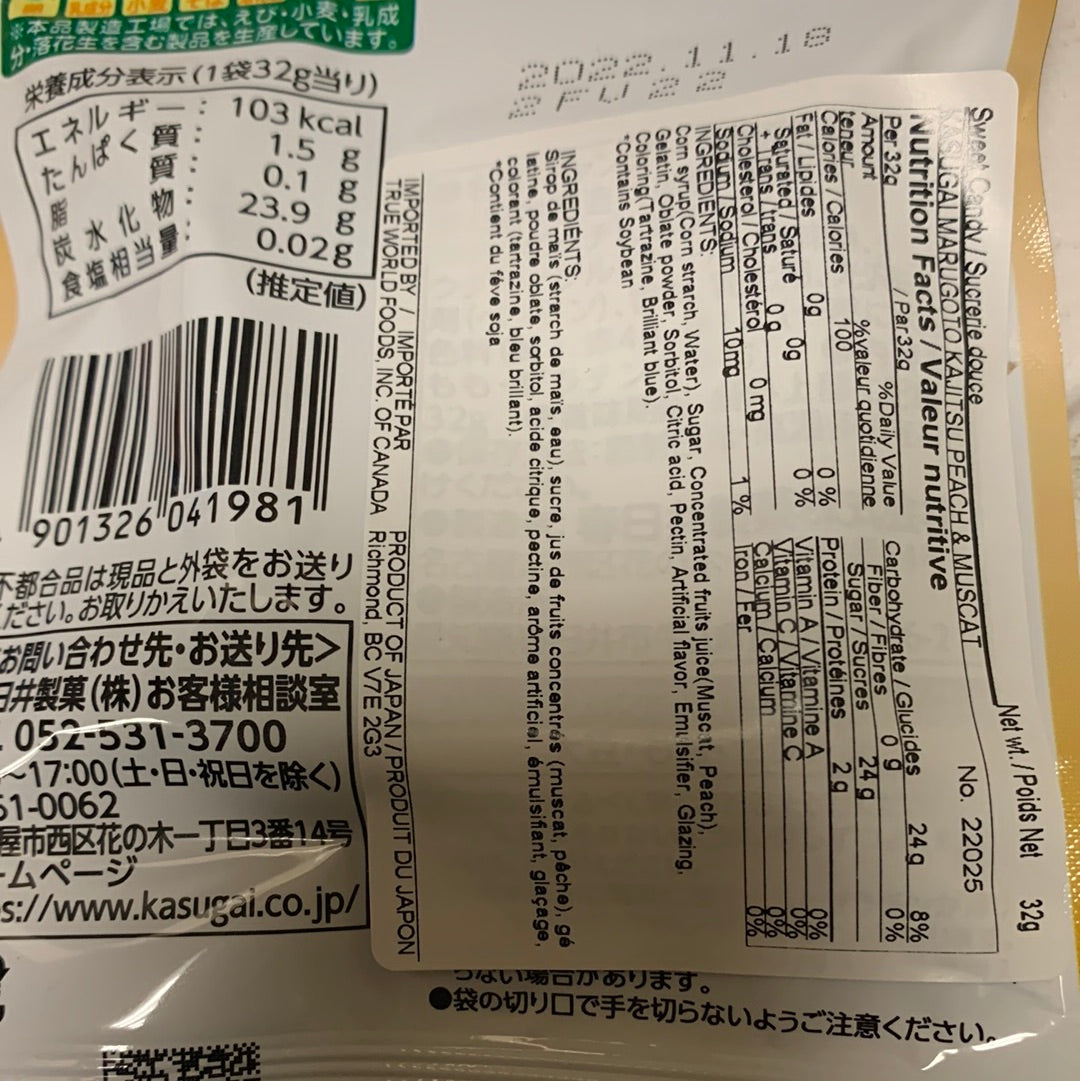 乳成分 小麦
※本品製造工場では、えび・小麦・乳成
分・落花生を含む製品を生産しています。
栄養成分表示(1袋32g当り)
エネルギー: 103 kcal
たんぱく質: 1.5 g
脂質: 0.1 g
炭水化物: 23.9 g
食塩相当量: 0.02g
(推定値)
901326 041981
不都合品は現品と外袋をお送り
ください。お取りかえいたします。
お問い合わせ先・お送り先>
日井製菓(株)お客様相談室
052-531-3700
~17:00(土・日・祝日を除く)
51-0062
屋市西区花の木一丁目3番14号
ームページ
s://www.kasugai.co.jp/
2022.11.18
2FU22
Sweet Candy / Sucrerie douce
Net wt. / Poids Net 32g
KASUGAI MARUGOTO KAJITSU PEACH & MUSCAT No. 22025
Nutrition Facts / Valeur nutritive
Per 32g / Par32g
Amount %Daily Value
teneur %valeur quotidienne
Calories / Calories 100
Fat / Lipides 0g 0 %
Saturated / Saturé 0g 0 %
+ Trans / trans 0 g
Cholesterol / Cholestérol 0 mg
Sodium / Sodium 10mg 1 %
Carbohydrate / Glucides 24g 8%
Fiber / Fibres 0 g 0%
Sugar / Sucres 24 g
Protein / Protéines 2 g
Vitamin A / Vitamine A 0%
Vitamin C / Vitamine C 0%
Calcium / Calcium 0%
Iron / Fer 0%
INGREDIENTS:
Corn syrup(Corn strarch, Water), Sugar, Concentrated fruits juice(Muscat, Peach),
Gelatin, Oblate powder, Sorbitol, Citric acid, Pectin, Artificial flavor, Emulsifier, Glazing,
Coloring(Tartrazine, Brilliant blue).
*Contains Soybean
INGRÉDIENTS:
Sirop de maïs (strarch de maïs, eau), sucre, jus de fruits concentrés (muscat, pêche), gé
latine, poudre oblate, sorbitol, acide citrique, pectine, arôme artificiel, émulsifiant, glaçage,
colorant (tartrazine, bleu brillant).
*Contient du fève soja
IMPORTED BY / IMPORTÉ PAR PRODUCT OF JAPAN / PRODUIT DU JAPON
TRUE WORLD FOODS, INC. OF CANADA Richmond, BC V7E 2G3
ない場合があります。
●袋の切り口で手を切らないようご注意ください。